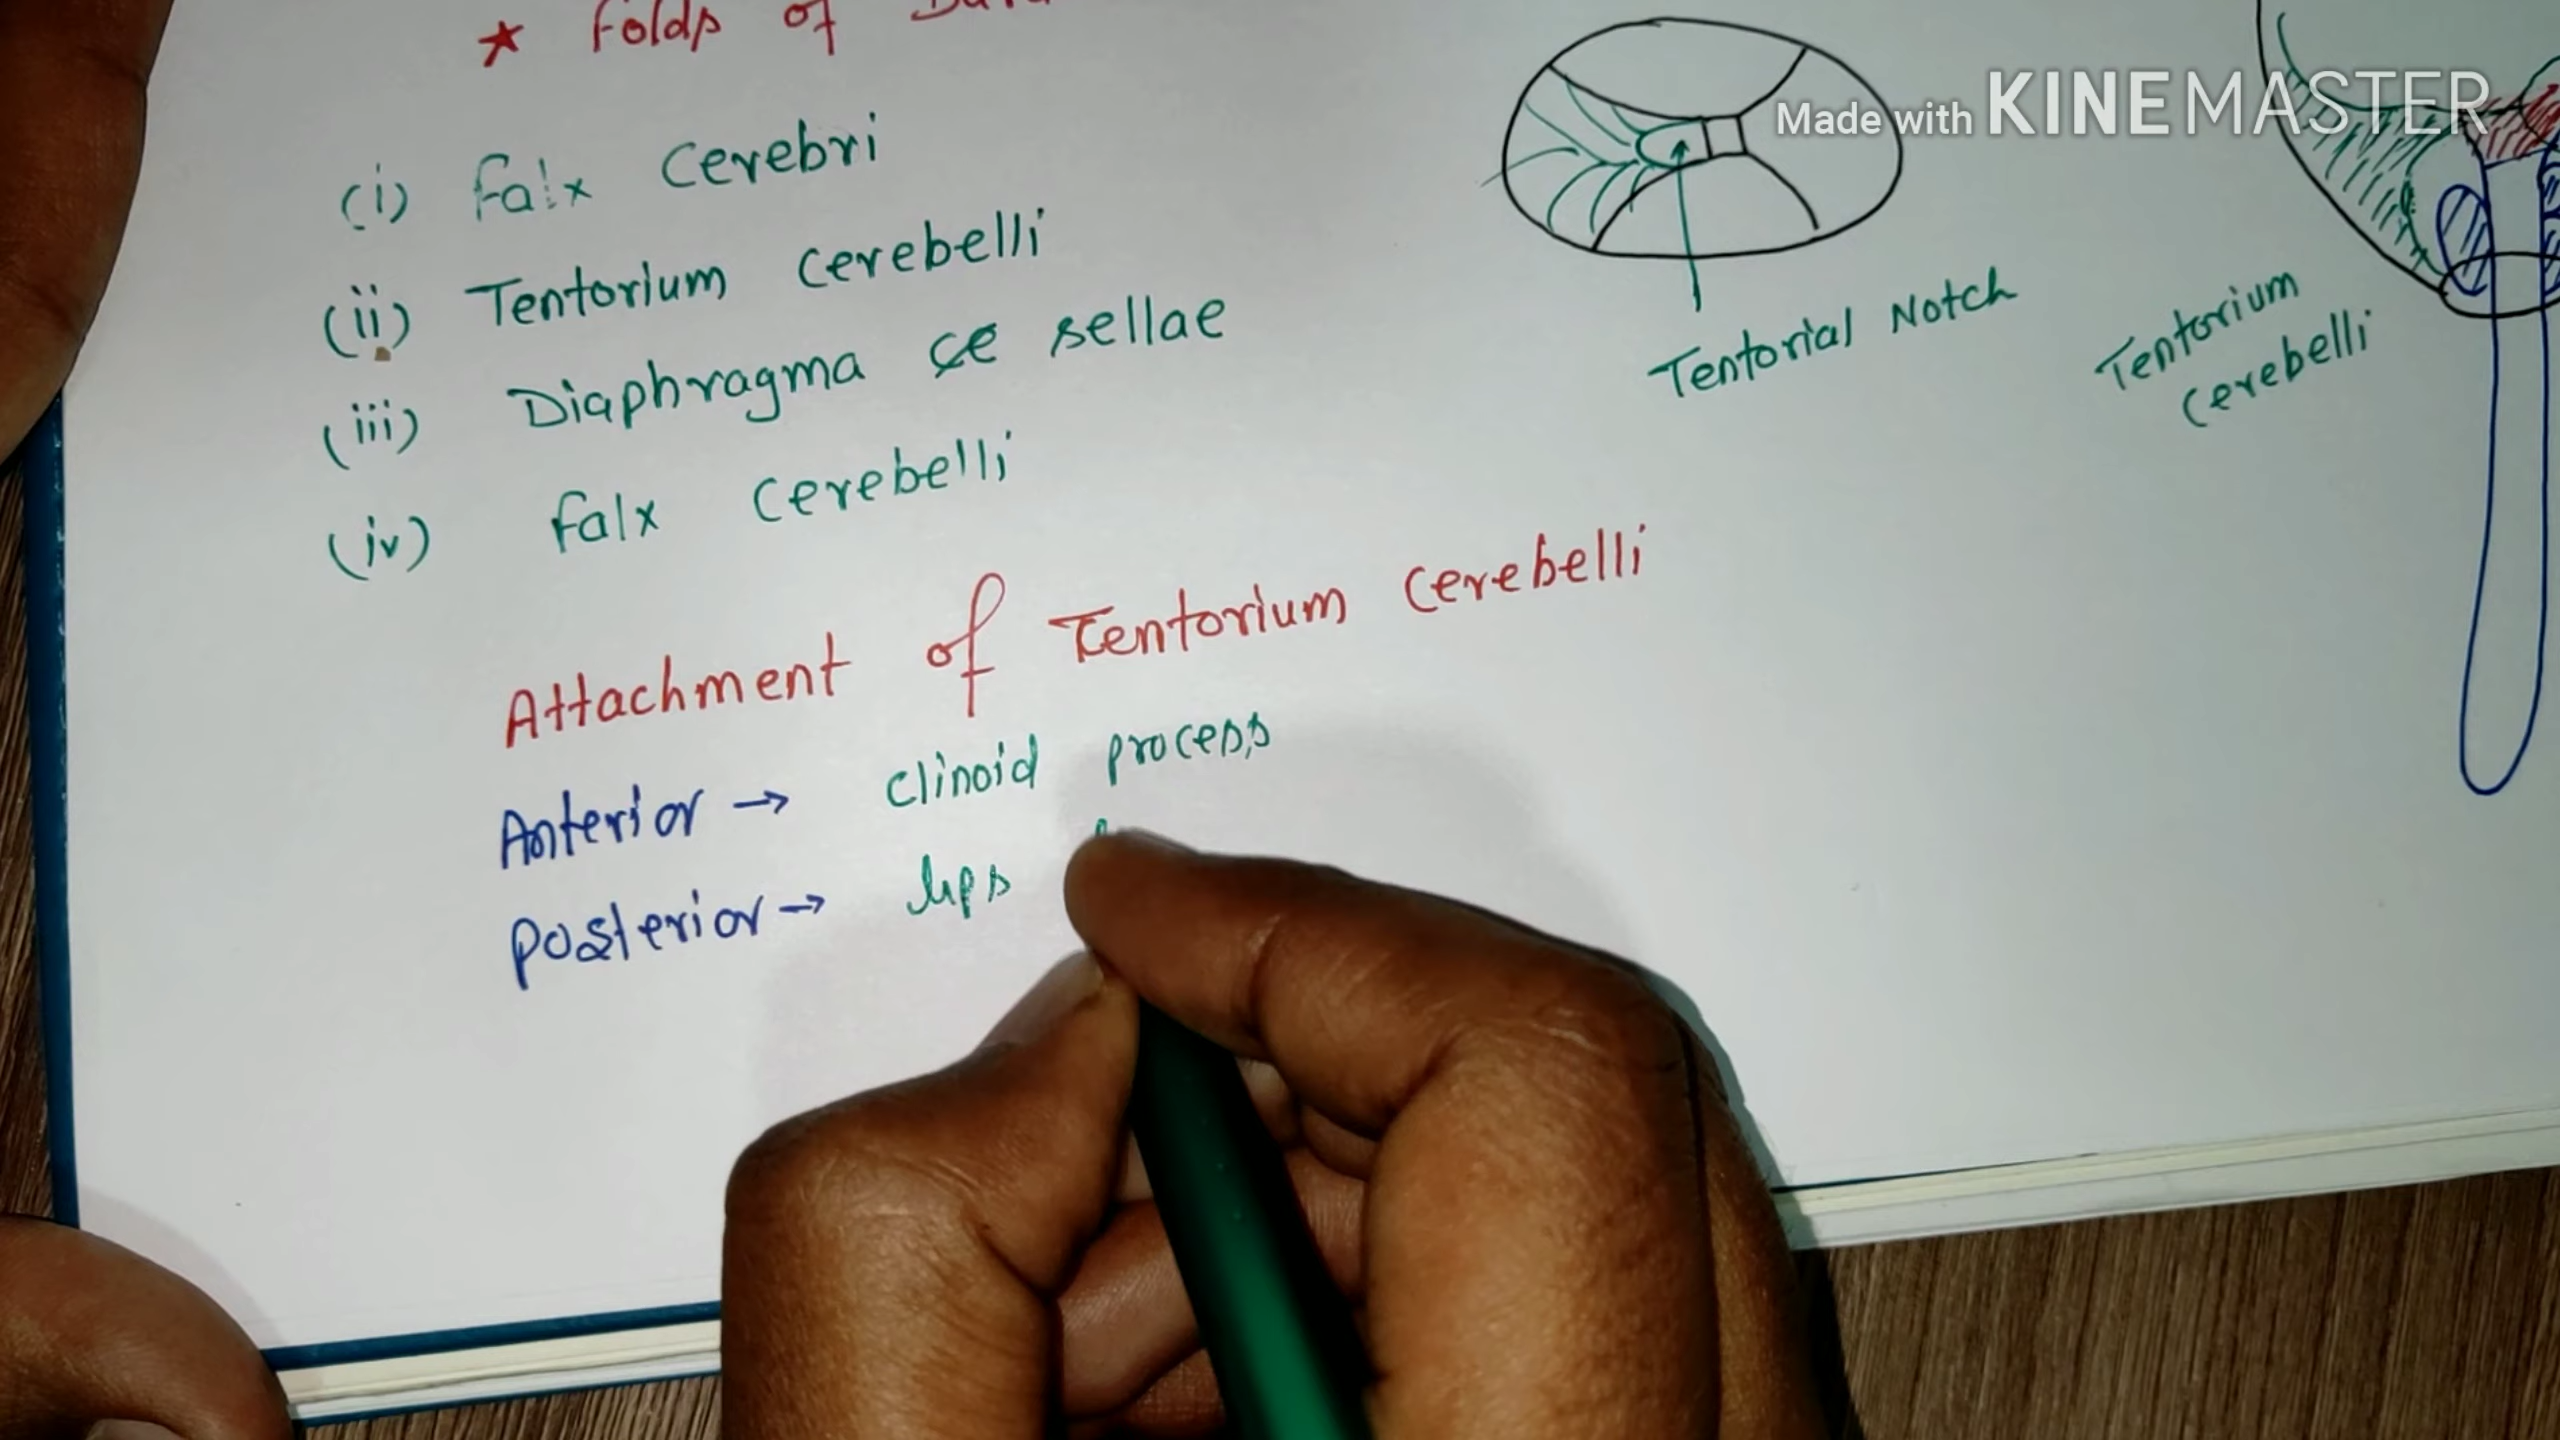 ★ Folds of Dura
(i) Falx Cerebri
(ii) Tentorium cerebelli
(iii) Diaphragma sellae
(iv) Falx Cerebelli
Attachment of Tentorium Cerebelli
Anterior → clinoid process
Posterior → lips
Tentorial Notch
Tentorium
cerebelli
Made with KINEMASTER